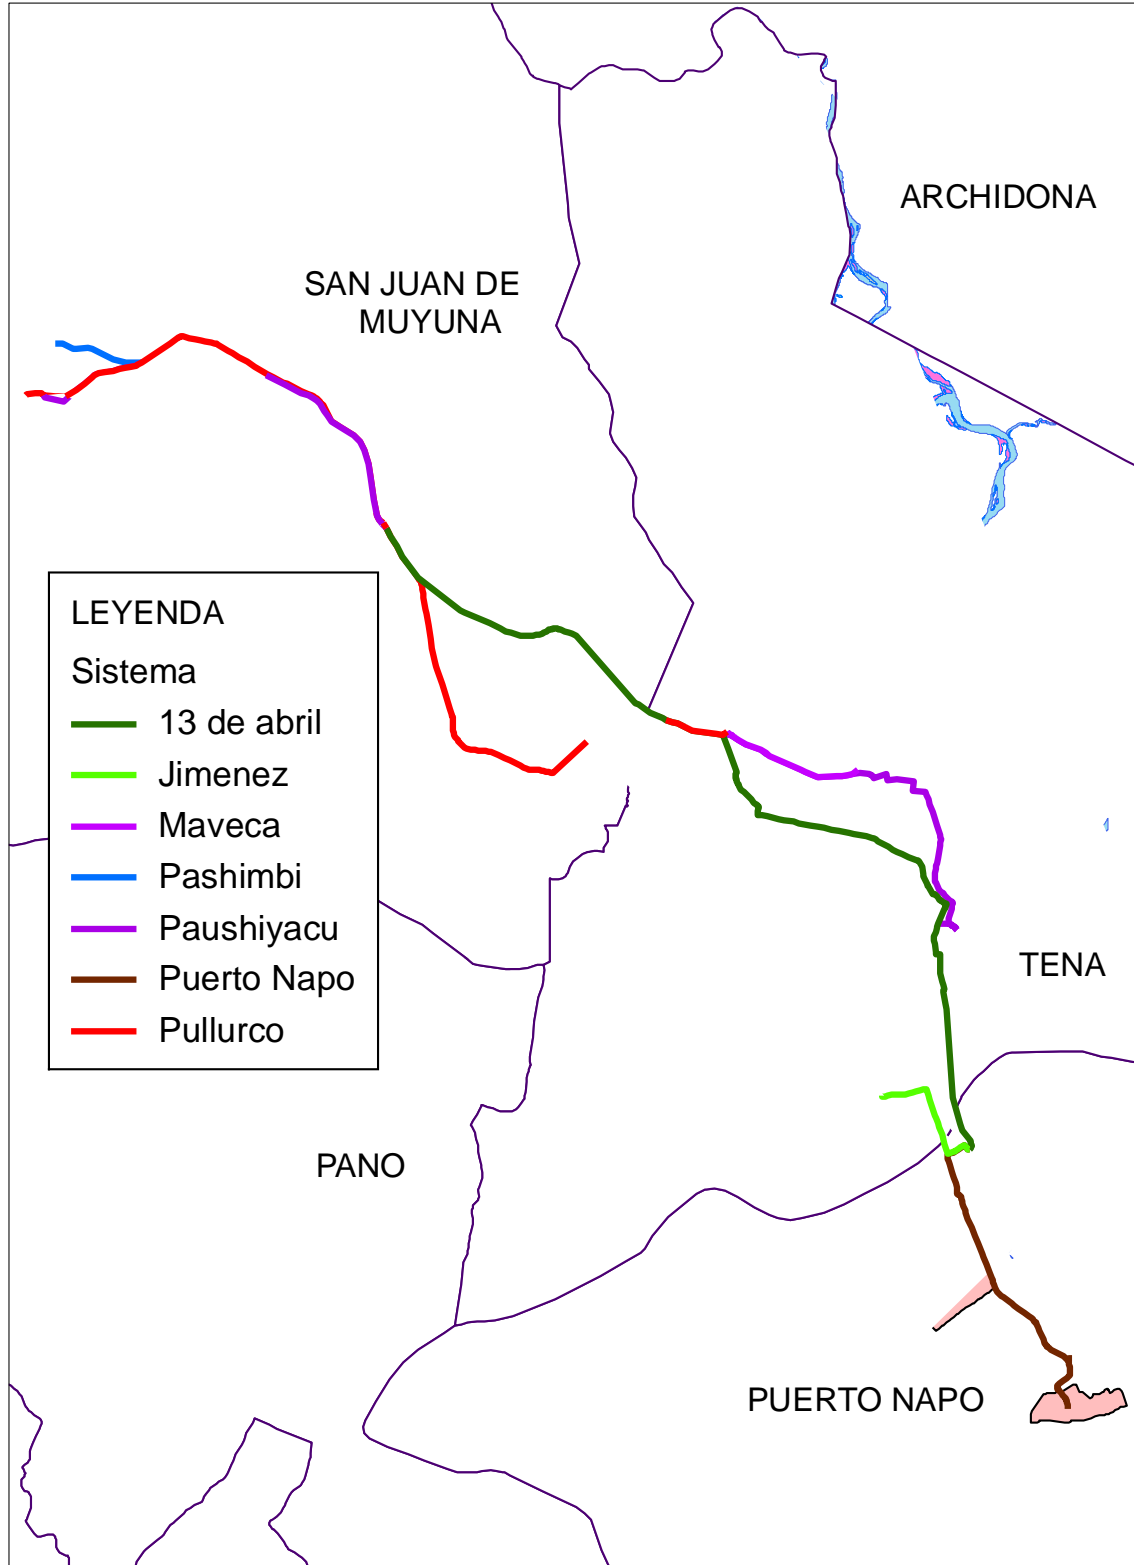 ARCHIDONA
SAN JUAN DE
MUYUNA
LEYENDA
Sistema
13 de abril
Jimenez
Maveca
Pashimbi
Paushiyacu
Puerto Napo
Pullurco
TENA
PANO
PUERTO NAPO